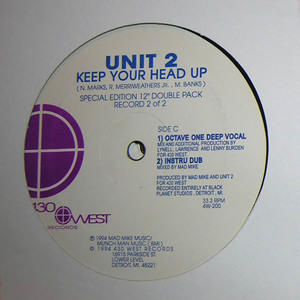 UNIT 2
KEEP YOUR HEAD UP
( N. MARKS, R. MERRIWEATHERS JR. , M. BANKS )
SPECIAL EDITION 12" DOUBLE PACK
RECORD 2 of 2
SIDE C
1) OCTAVE ONE DEEP VOCAL
MIX AND ADDITIONAL PRODUCTION BY
LYNELL, LAWRENCE AND LENNY BURDEN
FOR 430 WEST
2) INSTRU DUB
MIXED BY MAD MIKE
PRODUCED BY MAD MIKE AND UNIT 2
FOR 430 WEST
RECORDED ENTIRELY AT BLACK
PLANET STUDIOS , DETROIT , MI.
33.3 RPM
4W-200
130 WEST
RECORDS
℗ 1994 MAD MIKE MUSIC/
MUNCH MAN MUSIC ( BMI )
© 1994 430 WEST RECORDS
18915 PARKSIDE ST
LOWER LEVEL
DETROIT, MI. 48221